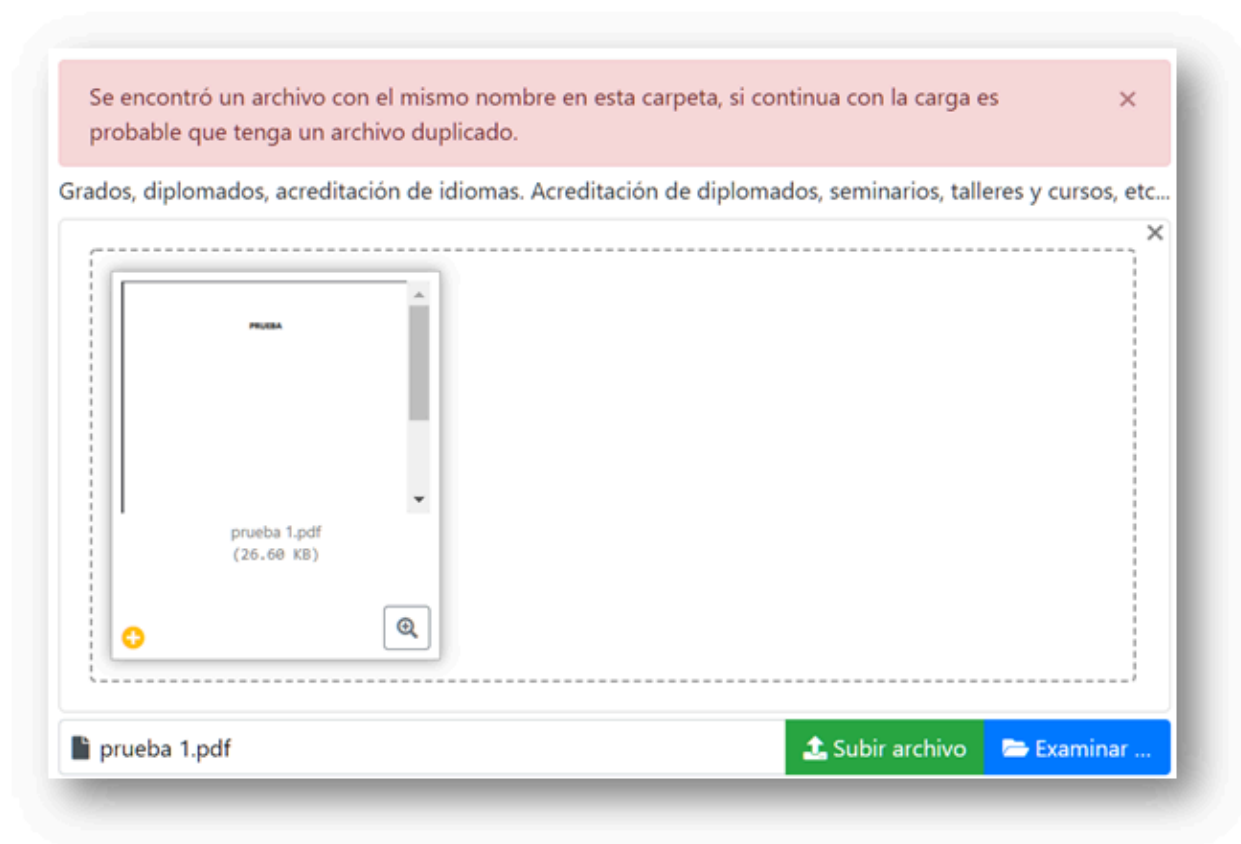 Se encontró un archivo con el mismo nombre en esta carpeta, si continua con la carga es
probable que tenga un archivo duplicado.
Grados, diplomados, acreditación de idiomas. Acreditación de diplomados, seminarios, talleres y cursos, etc...
PRUEBA
prueba 1.pdf
(26.60 KB)
prueba 1.pdf
Subir archivo
Examinar ...